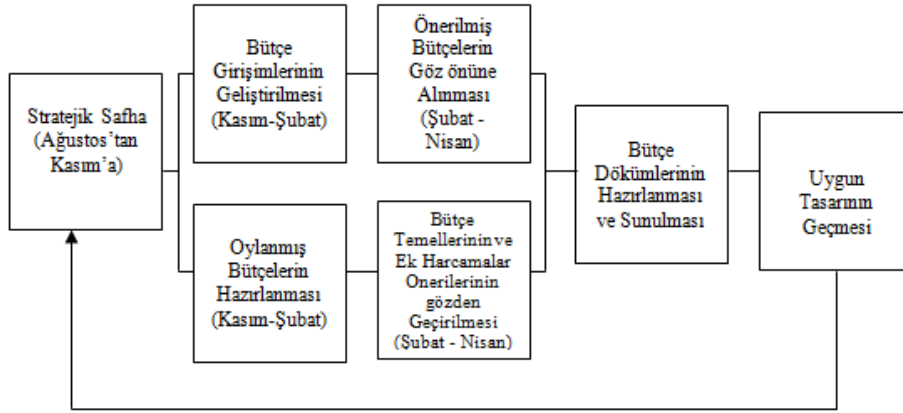 Stratejik Safha
(Ağustos’tan
Kasım’a)
Bütçe
Girişimlerinin
Geliştirilmesi
(Kasım-Şubat)
Önerilmiş
Bütçelerin
Göz önüne
Alınması
(Şubat -
Nisan)
Oylanmış
Bütçelerin
Hazırlanması
(Kasım-Şubat)
Bütçe
Temellerinin ve
Ek Harcamalar
Onerilerinin
gözden
Geçirilmesi
(Şubat - Nisan)
Bütçe
Dökümlerinin
Hazırlanması
ve Sunulması
Uygun
Tasarının
Geçmesi